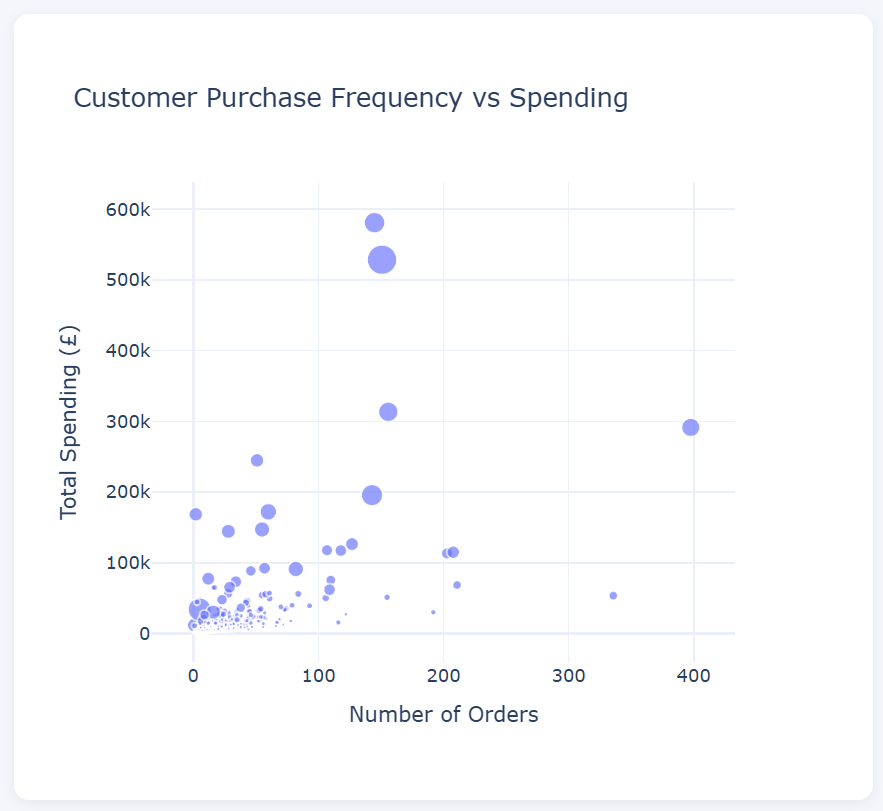 Customer Purchase Frequency vs Spending
600k
500k
400k
300k
200k
100k
0
Total Spending (£)
0 100 200 300 400
Number of Orders